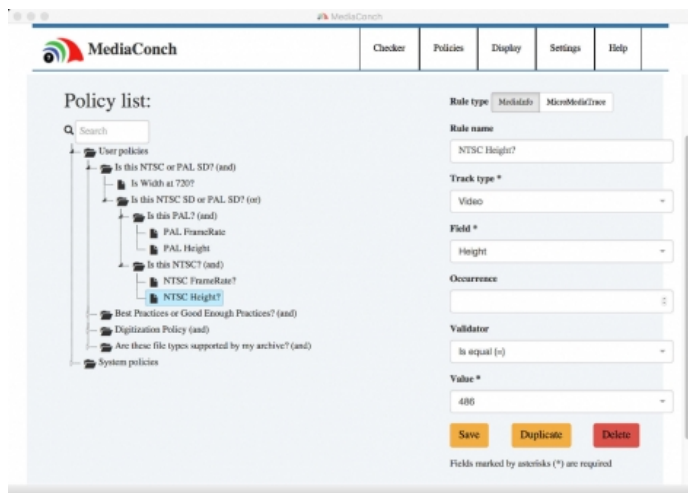 MediaConch
MediaConch
Checker
Policies
Display
Settings
Help
Policy list:
Search
User policies
Is this NTSC or PAL SD? (and)
Is Width at 720?
Is this NTSC SD or PAL SD? (or)
Is this PAL? (and)
PAL FrameRate
PAL Height
Is this NTSC? (and)
NTSC FrameRate?
NTSC Height?
Best Practices or Good Enough Practices? (and)
Digitization Policy (and)
Are these file types supported by my archive? (and)
System policies
Rule type MediaInfo MicroMediaTrace
Rule name
NTSC Height?
Track type *
Video
Field *
Height
Occurrence
Validator
Is equal (=)
Value *
486
Save Duplicate Delete
Fields marked by asterisks (*) are required